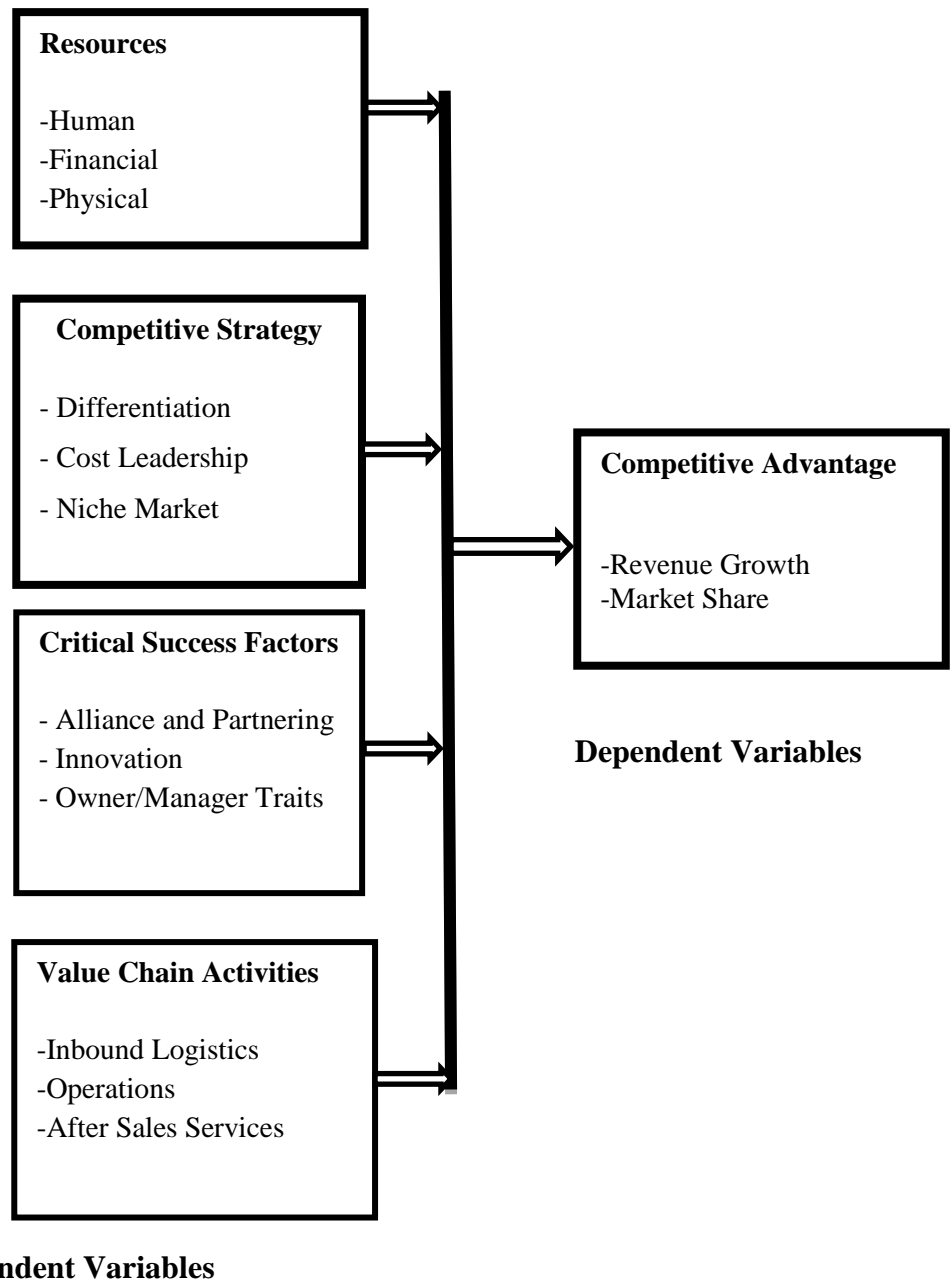 Resources
-Human
-Financial
-Physical
Competitive Strategy
- Differentiation
- Cost Leadership
- Niche Market
Critical Success Factors
- Alliance and Partnering
- Innovation
- Owner/Manager Traits
Value Chain Activities
-Inbound Logistics
-Operations
-After Sales Services
Competitive Advantage
-Revenue Growth
-Market Share
Dependent Variables
ndent Variables